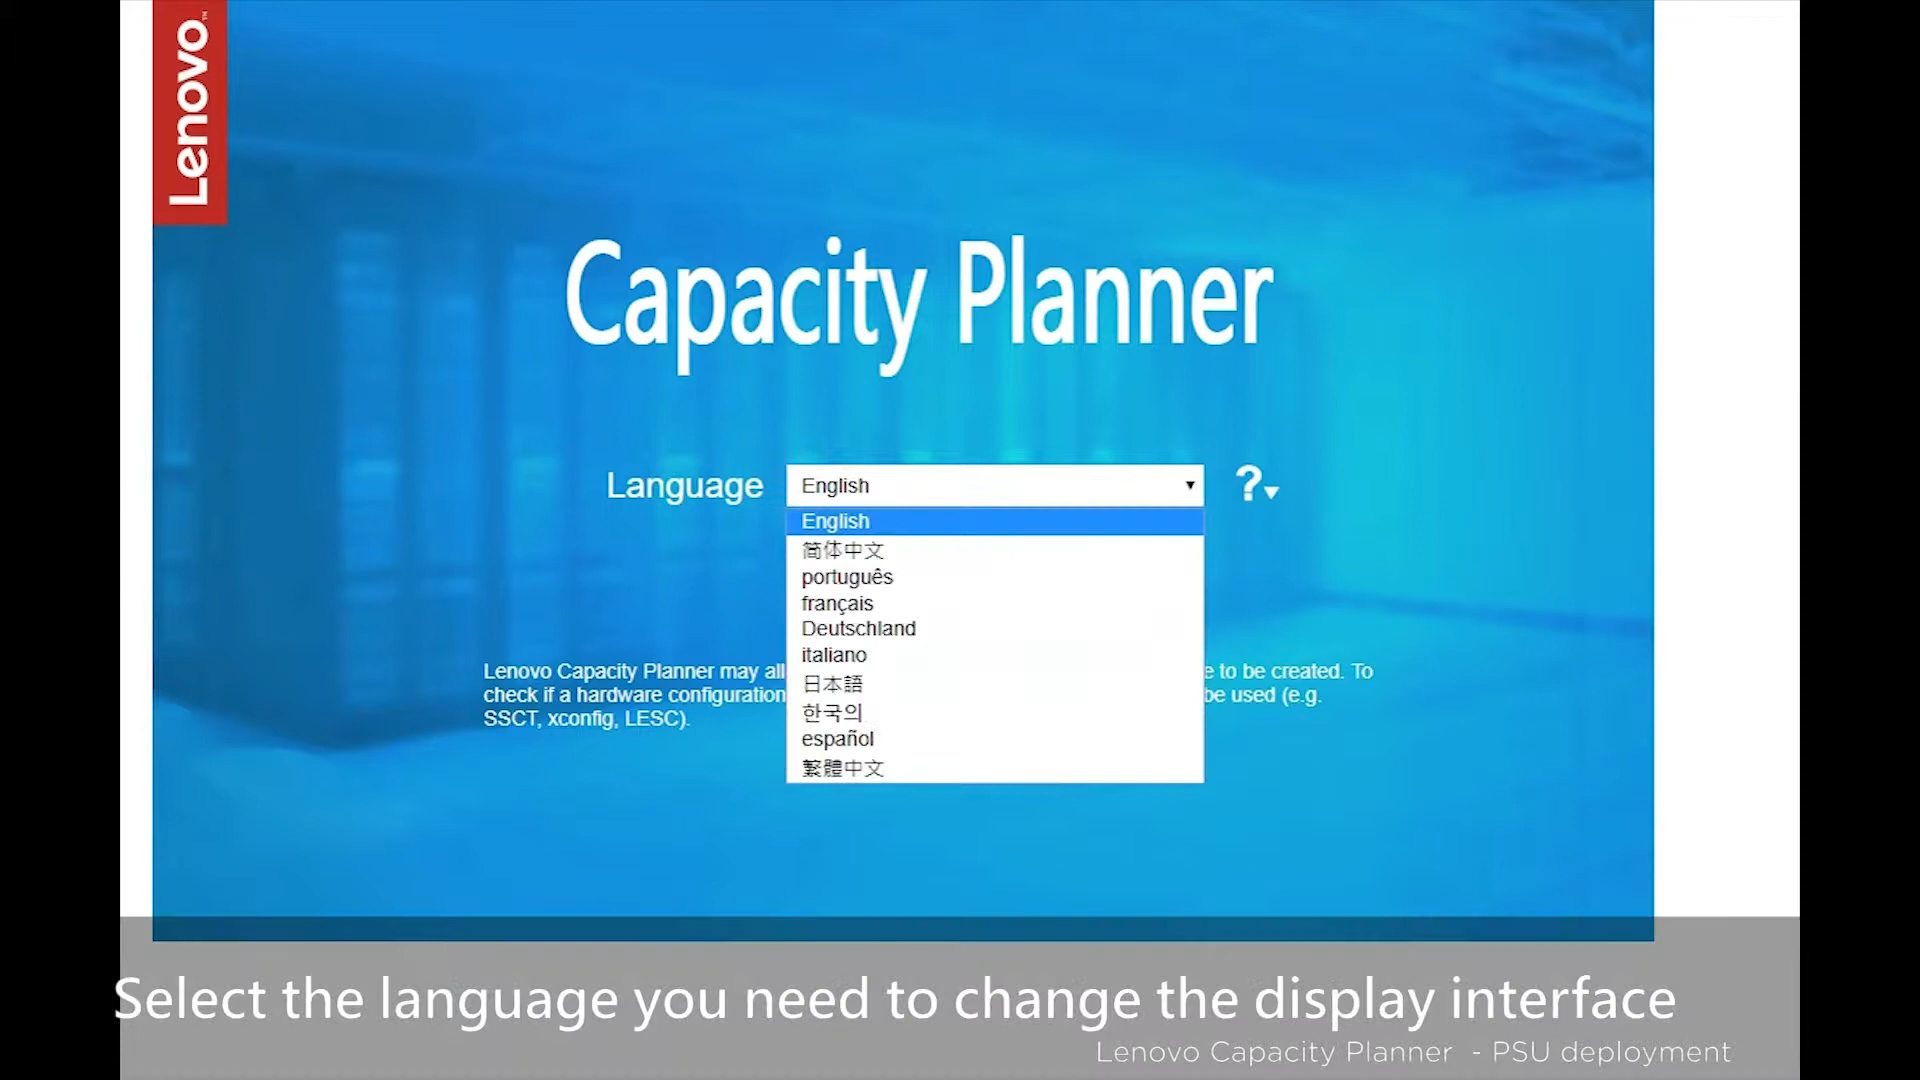 Lenovo™
Capacity Planner
Language
English
?
English
简体中文
português
français
Deutschland
italiano
日本語
한국의
español
繁體中文
Lenovo Capacity Planner may all e to be created. To
check if a hardware configuration be used (e.g.
SSCT, xconfig, LESC).
Select the language you need to change the display interface
Lenovo Capacity Planner - PSU deployment